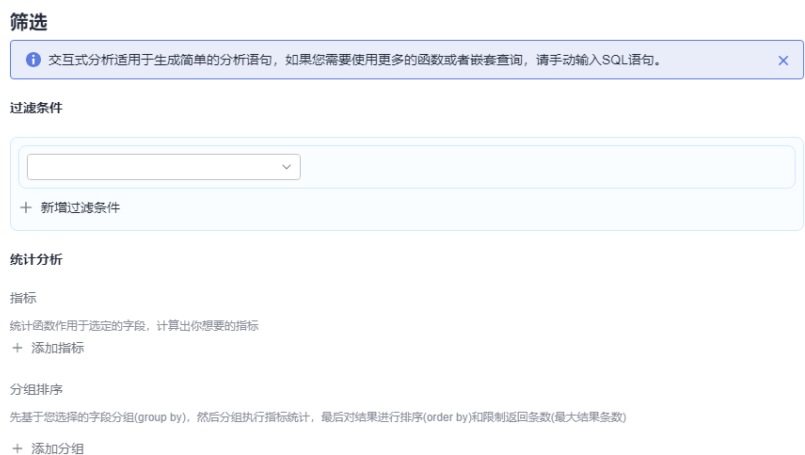 筛选
交互式分析适用于生成简单的分析语句，如果您需要使用更多的函数或者嵌套查询，请手动输入SQL语句。
过滤条件
新增过滤条件
统计分析
指标
统计函数作用于选定的字段，计算出你想要的指标
添加指标
分组排序
先基于您选择的字段分组(group by)，然后分组执行指标统计，最后对结果进行排序(order by)和限制返回条数(最大结果条数)
添加分组